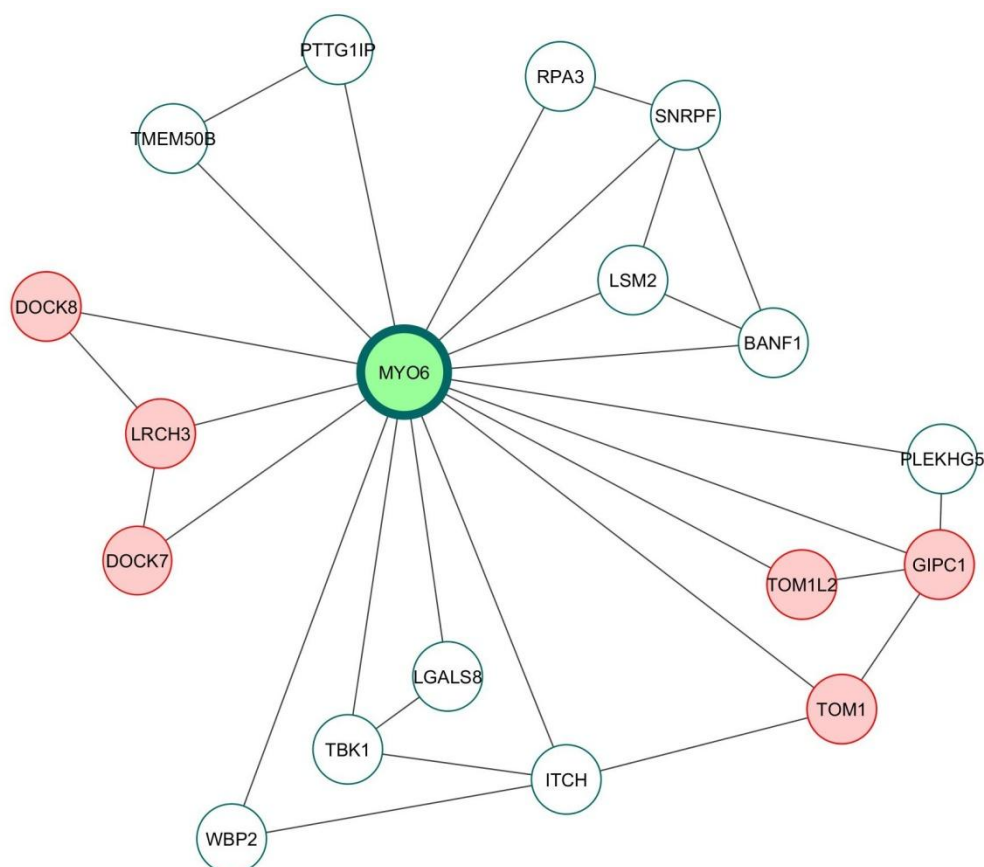 PTTG1IP
RPA3
SNRPF
TMEM50B
LSM2
DOCK8
BANF1
MYO6
LRCH3
PLEKHG5
DOCK7
GIPC1
TOM1L2
LGALS8
TOM1
TBK1
ITCH
WBP2